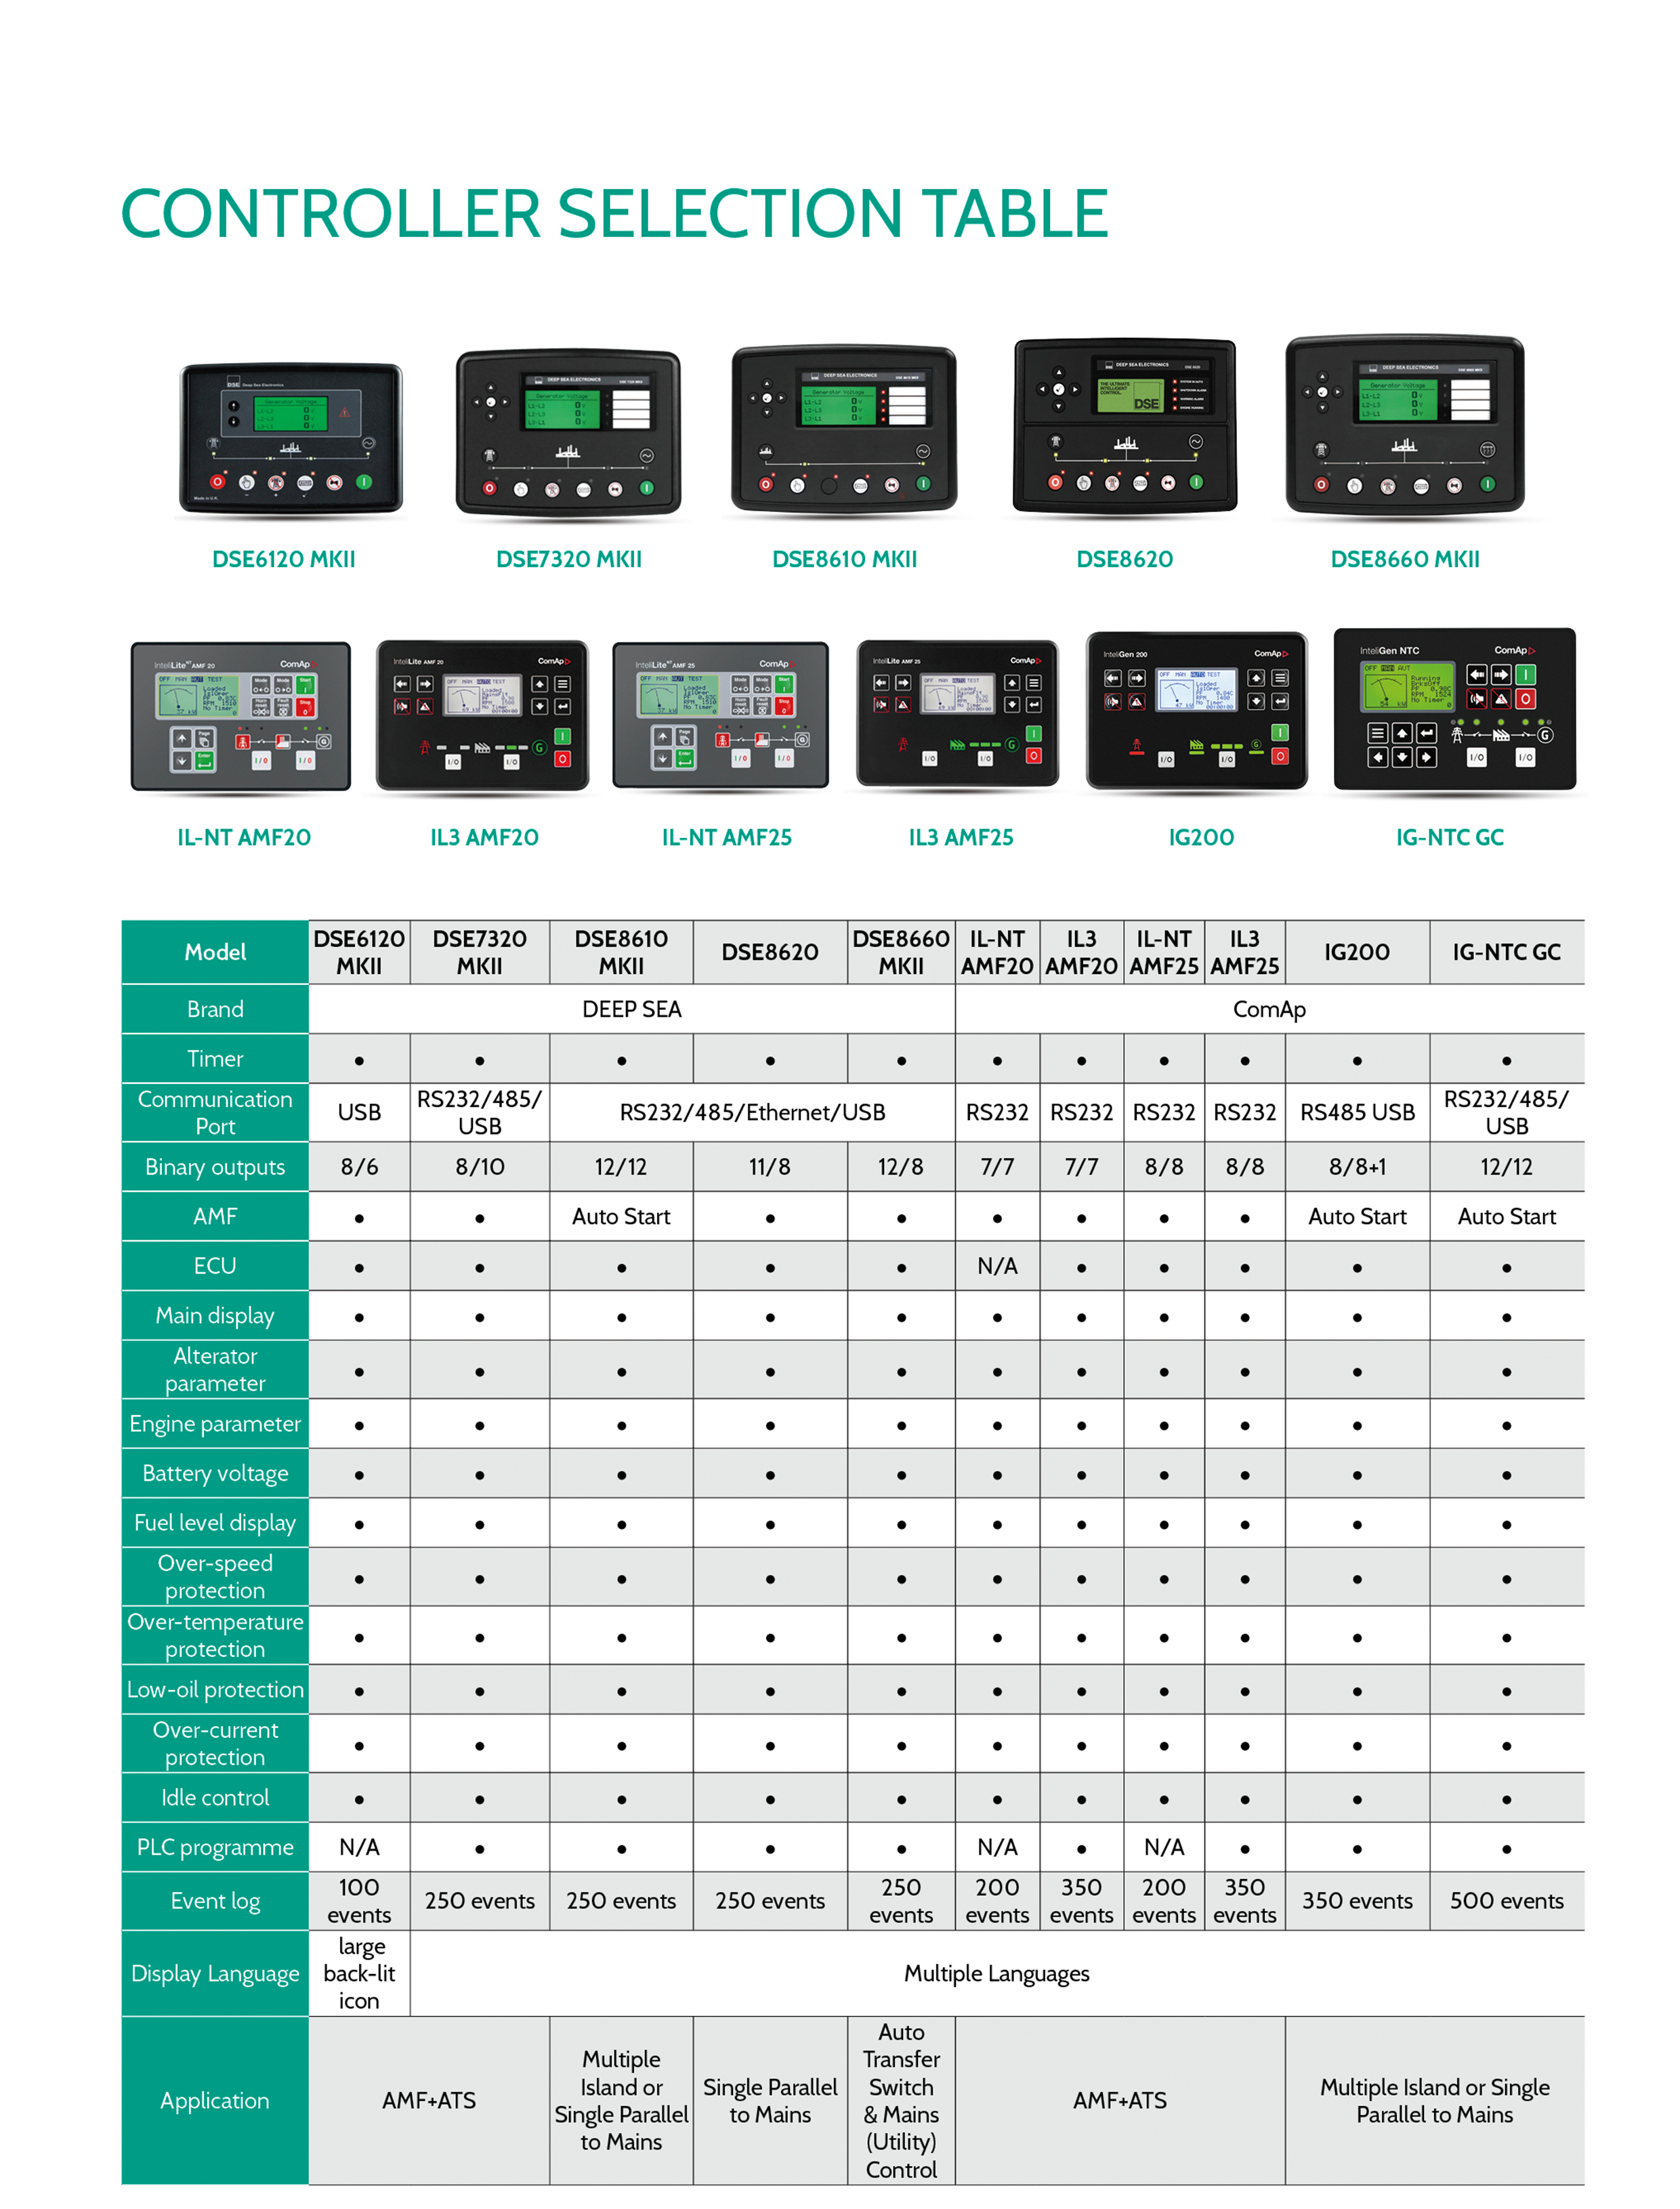 CONTROLLER SELECTION TABLE
DSE6120 MKII DSE7320 MKII DSE8610 MKII DSE8620 DSE8660 MKII
IL-NT AMF20 IL3 AMF20 IL-NT AMF25 IL3 AMF25 IG200 IG-NTC GC
Model DSE6120 MKII DSE7320 MKII DSE8610 MKII DSE8620 DSE8660 MKII IL-NT AMF20 IL3 AMF20 IL-NT AMF25 IL3 AMF25 IG200 IG-NTC GC
Brand DEEP SEA ComAp
Timer • • • • • • • • • • •
Communication Port USB RS232/485/USB RS232/485/Ethernet/USB RS232 RS232 RS232 RS232 RS485 USB RS232/485/USB
Binary outputs 8/6 8/10 12/12 11/8 12/8 7/7 7/7 8/8 8/8 8/8+1 12/12
AMF • • Auto Start • • • • • • Auto Start Auto Start
ECU • • • • • N/A • • • • •
Main display • • • • • • • • • • •
Alterator parameter • • • • • • • • • • •
Engine parameter • • • • • • • • • • •
Battery voltage • • • • • • • • • • •
Fuel level display • • • • • • • • • • •
Over-speed protection • • • • • • • • • • •
Over-temperature protection • • • • • • • • • • •
Low-oil protection • • • • • • • • • • •
Over-current protection • • • • • • • • • • •
Idle control • • • • • • • • • • •
PLC programme N/A • • • • N/A • N/A • • •
Event log 100 events 250 events 250 events 250 events 250 events 200 events 350 events 200 events 350 events 350 events 500 events
Display Language large back-lit icon Multiple Languages
Application AMF+ATS Multiple Island or Single Parallel to Mains Single Parallel to Mains Auto Transfer Switch & Mains (Utility) Control AMF+ATS Multiple Island or Single Parallel to Mains